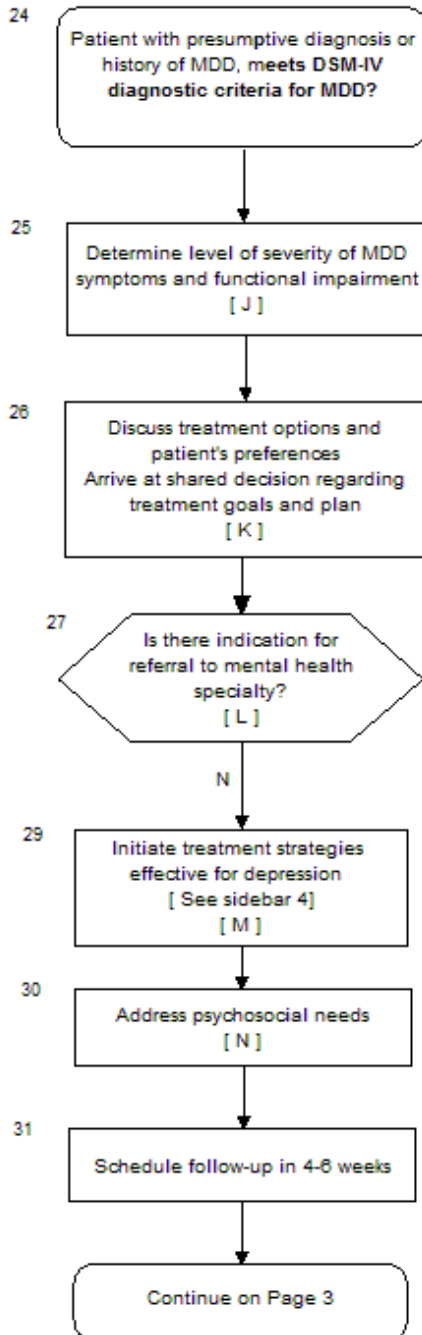 24
Patient with presumptive diagnosis or
history of MDD, meets DSM-IV
diagnostic criteria for MDD?
25
Determine level of severity of MDD
symptoms and functional impairment
[ J ]
26
Discuss treatment options and
patient's preferences
Arrive at shared decision regarding
treatment goals and plan
[ K ]
27
Is there indication for
referral to mental health
specialty?
[ L ]
N
29
Initiate treatment strategies
effective for depression
[ See sidebar 4]
[ M ]
30
Address psychosocial needs
[ N ]
31
Schedule follow-up in 4-6 weeks
Continue on Page 3